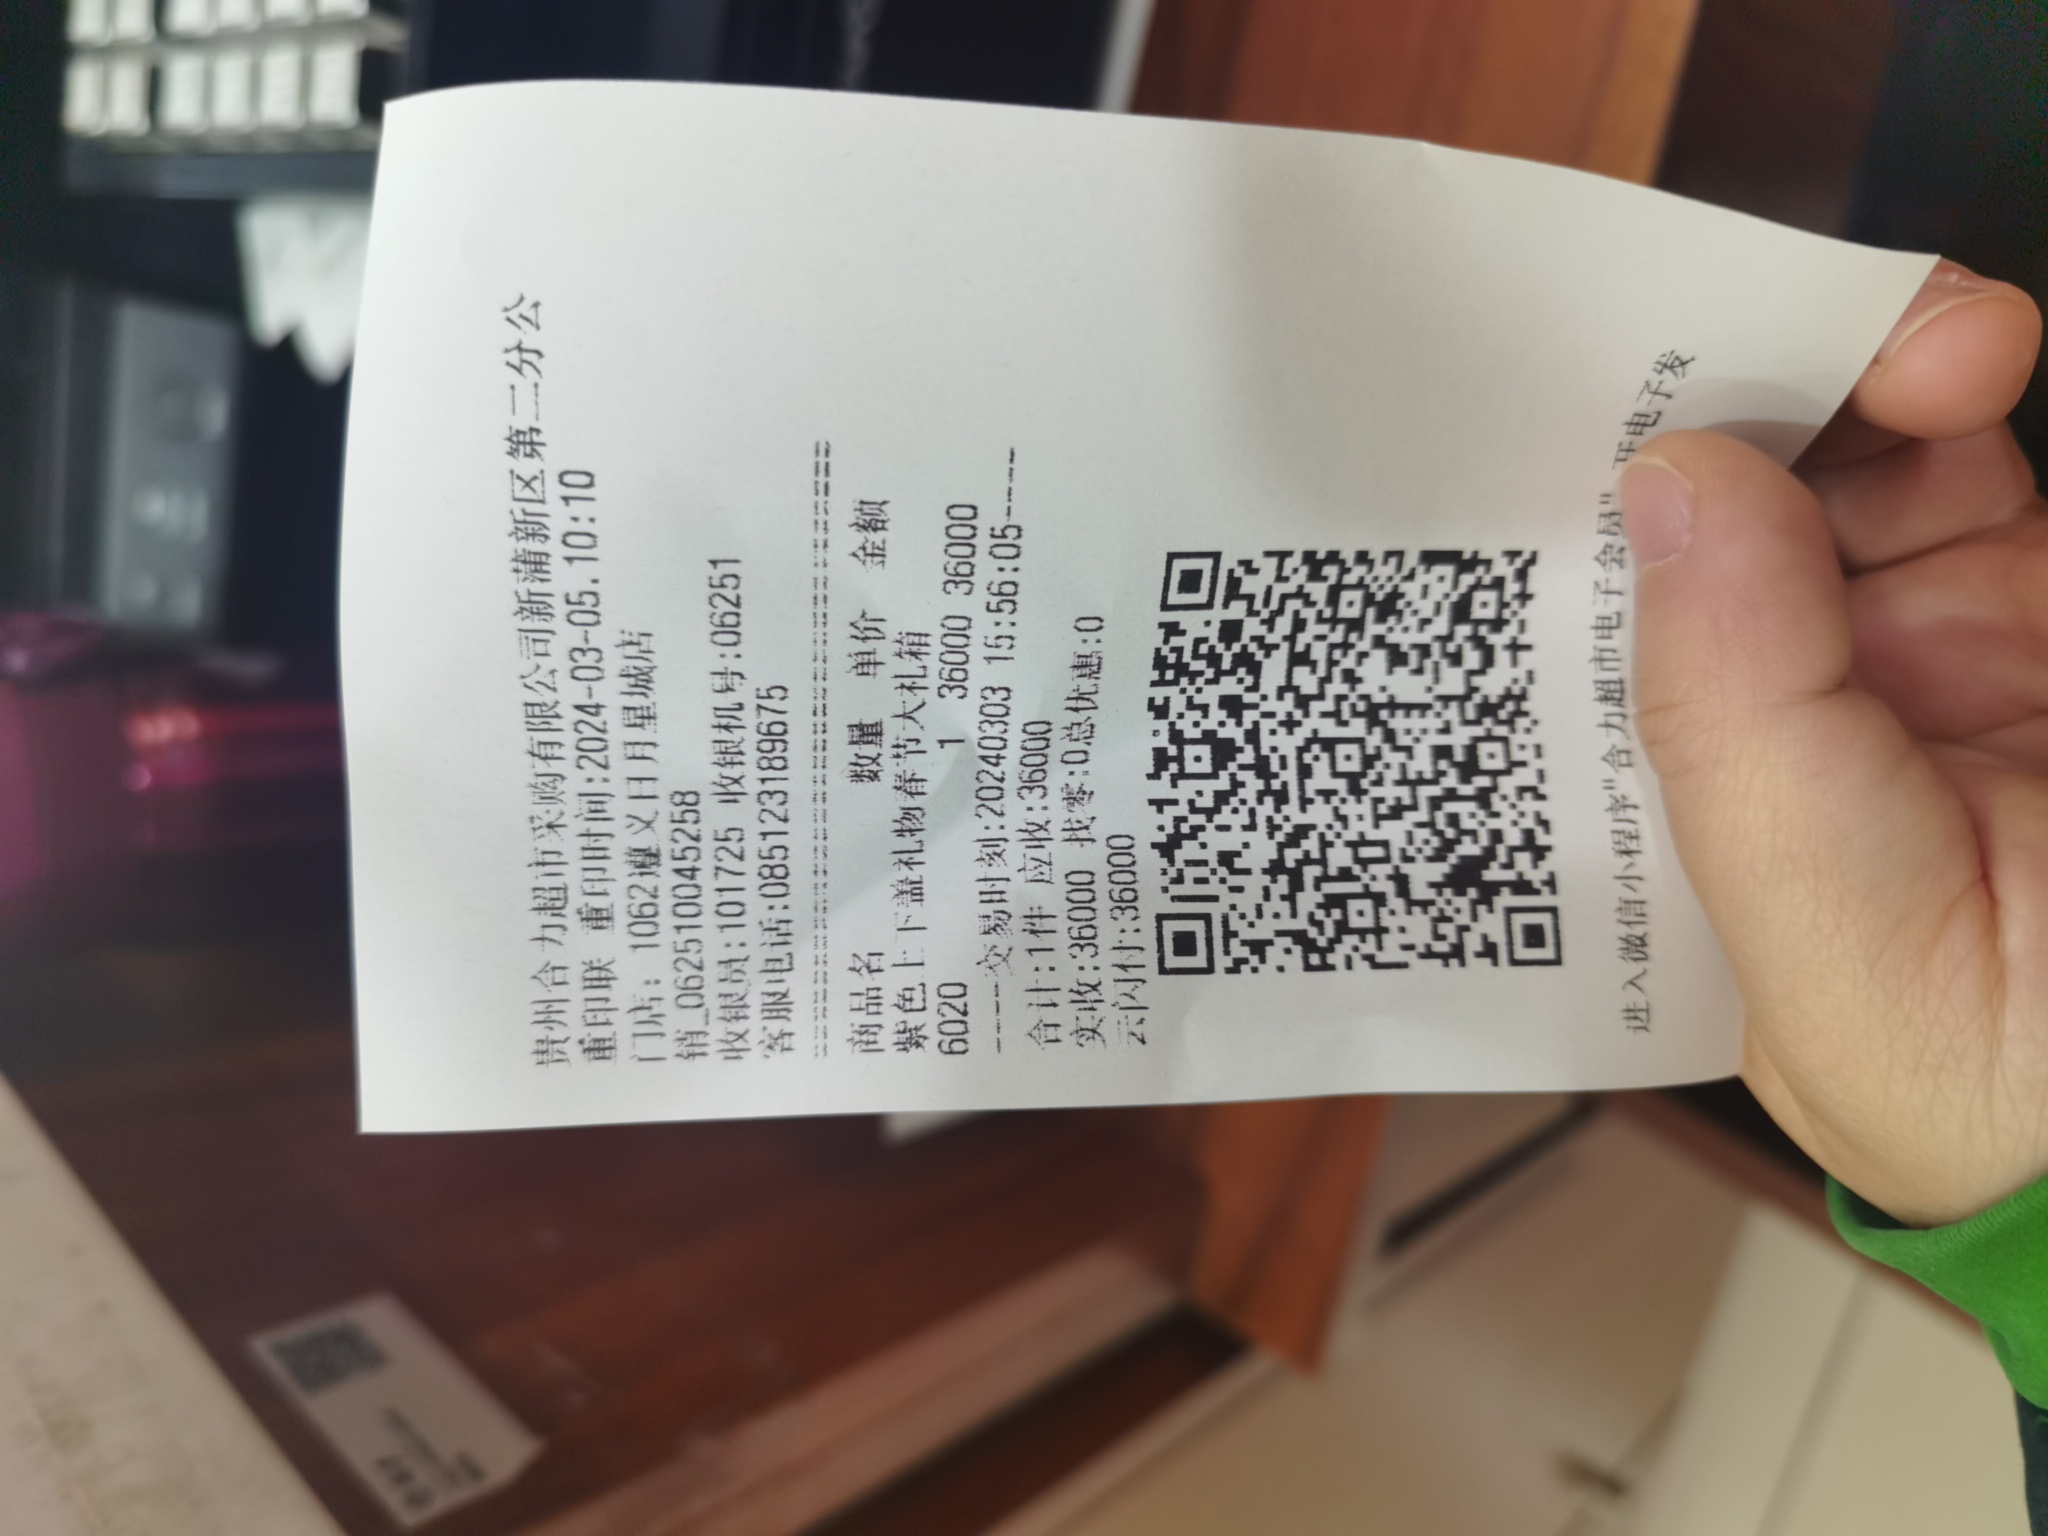 贵州合力超市采购有限公司新蒲新区第二分公
重印联 重印时间:2024-03-05.10:10
门店: 1062遵义日月星城店
销_062510045258
收银员:101725 收银机号:06251
客服电话:085123189675
================================
商品名 数量 单价 金额
紫色上下盖礼物春节大礼箱
6020 1 36000 36000
----交易时刻:20240303 15:56:05----
合计:1件 应收:36000
实收:36000 找零:0总优惠:0
云闪付:36000
进入微信小程序"合力超市电子会员" 开电子发